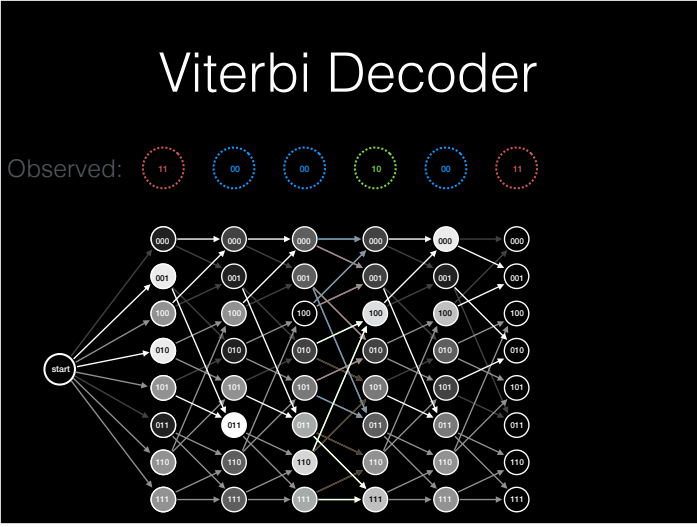 Viterbi Decoder
Observed: 11 00 00 10 00 11
000 000 000 000 000 000
001 001 001 001 001 001
100 100 100 100 100 100
010 010 010 010 010 010
start
101 101 101 101 101 101
011 011 011 011 011 011
110 110 110 110 110 110
111 111 111 111 111 111